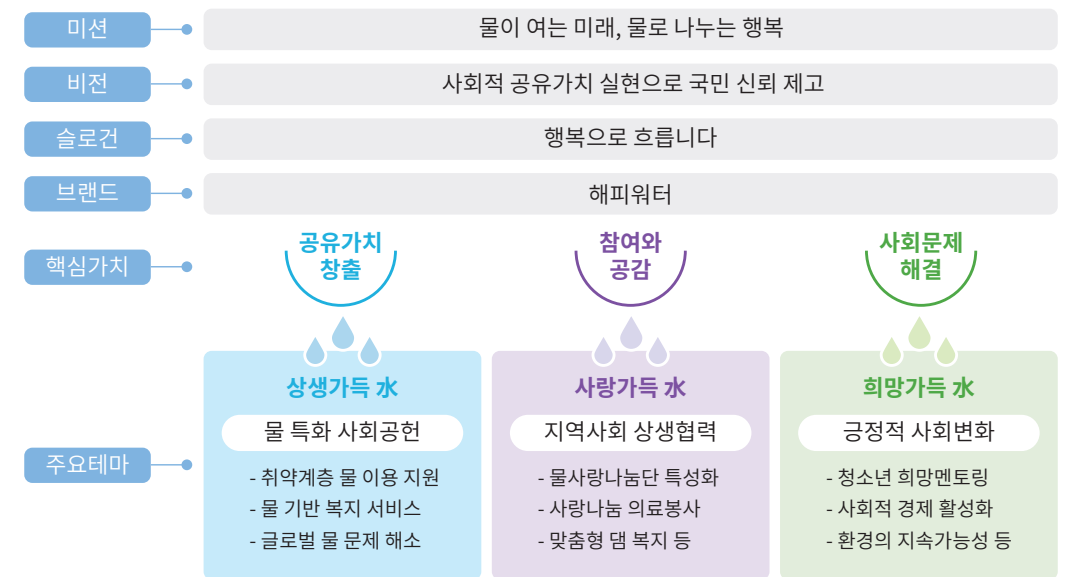 미션
물이 여는 미래, 물로 나누는 행복
비전
사회적 공유가치 실현으로 국민 신뢰 제고
슬로건
행복으로 흐릅니다
브랜드
해피워터
핵심가치
공유가치
창출
참여와
공감
사회문제
해결
주요테마
상생가득 水
물 특화 사회공헌
- 취약계층 물 이용 지원
- 물 기반 복지 서비스
- 글로벌 물 문제 해소
사랑가득 水
지역사회 상생협력
- 물사랑나눔단 특성화
- 사랑나눔 의료봉사
- 맞춤형 댐 복지 등
희망가득 水
긍정적 사회변화
- 청소년 희망멘토링
- 사회적 경제 활성화
- 환경의 지속가능성 등